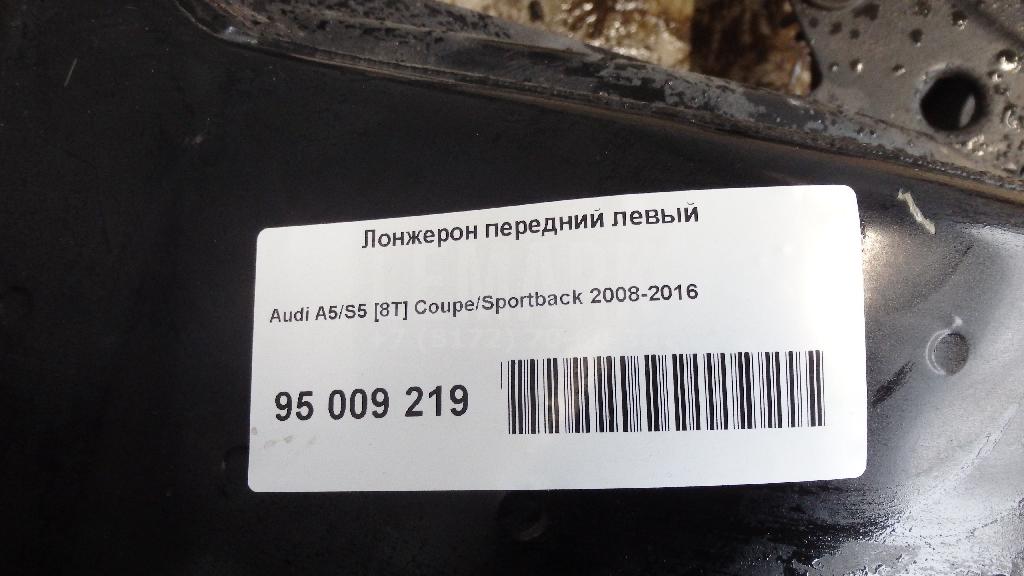 Лонжерон передний левый
Audi A5/S5 [8T] Coupe/Sportback 2008-2016
95 009 219